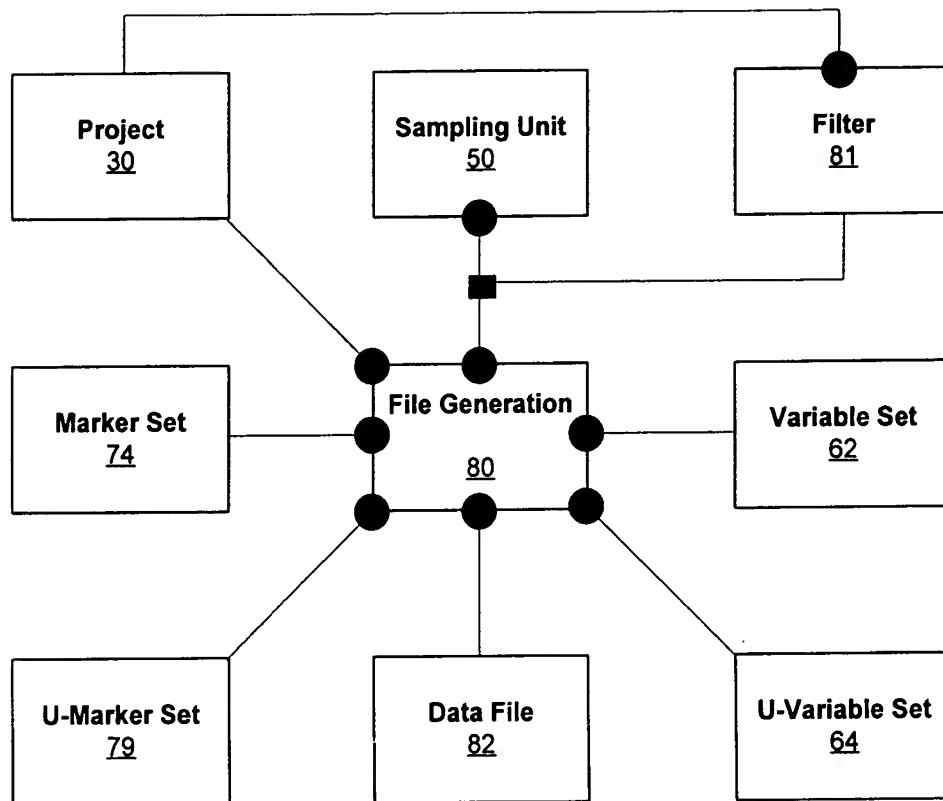 Project
30
Sampling Unit
50
Filter
81
Marker Set
74
File Generation
80
Variable Set
62
U-Marker Set
79
Data File
82
U-Variable Set
64